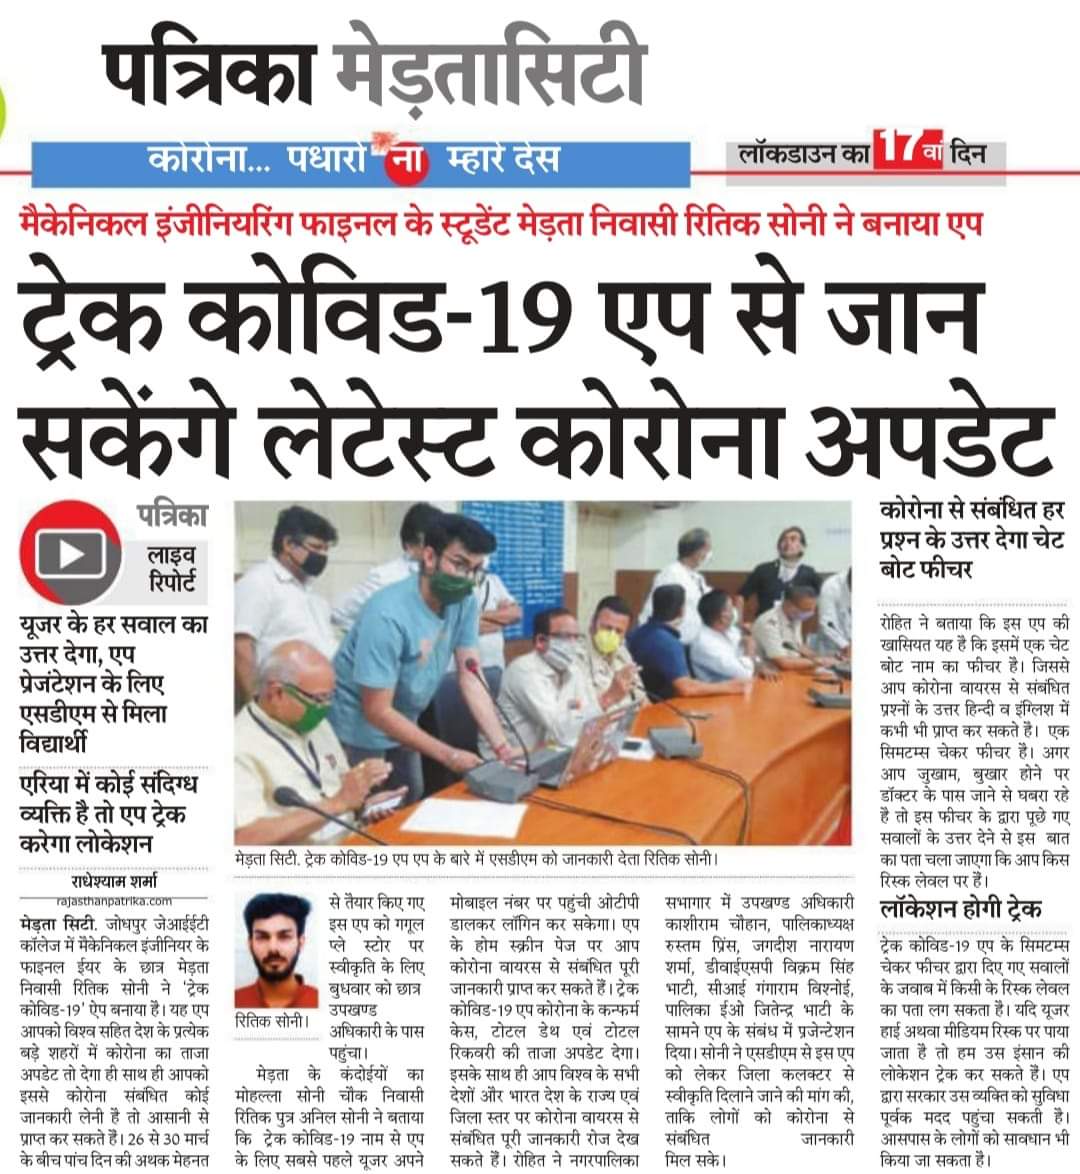 पत्रिका मेड़तासिटी
कोरोना... पधारो ना म्हारे देस
लॉकडाउन का 17वां दिन
मैकेनिकल इंजीनियरिंग फाइनल के स्टूडेंट मेड़ता निवासी रितिक सोनी ने बनाया एप
ट्रेक कोविड-19 एप से जान
सकेंगे लेटेस्ट कोरोना अपडेट
पत्रिका
लाइव
रिपोर्ट
यूजर के हर सवाल का
उत्तर देगा, एप
प्रेजंटेशन के लिए
एसडीएम से मिला
विद्यार्थी
एरिया में कोई संदिग्ध
व्यक्ति है तो एप ट्रेक
करेगा लोकेशन
राधेश्याम शर्मा
rajasthanpatrika.com
मेड़ता सिटी. जोधपुर जेआईईटी
कॉलेज में मैकेनिकल इंजीनियर के
फाइनल ईयर के छात्र मेड़ता
निवासी रितिक सोनी ने 'ट्रेक
कोविड-19' ऐप बनाया है। यह एप
आपको विश्व सहित देश के प्रत्येक
बड़े शहरों में कोरोना का ताजा
अपडेट तो देगा ही साथ ही आपको
इससे कोरोना संबंधित कोई
जानकारी लेनी है तो आसानी से
प्राप्त कर सकते है। 26 से 30 मार्च
के बीच पांच दिन की अथक मेहनत
मेड़ता सिटी. ट्रेक कोविड-19 एप एप के बारे में एसडीएम को जानकारी देता रितिक सोनी।
रितिक सोनी।
से तैयार किए गए
इस एप को गगूल
प्ले स्टोर पर
स्वीकृति के लिए
बुधवार को छात्र
उपखण्ड
अधिकारी के पास
पहुंचा।
मेड़ता के कंदोईयों का
मोहल्ला सोनी चौक निवासी
रितिक पुत्र अनिल सोनी ने बताया
कि ट्रेक कोविड-19 नाम से एप
के लिए सबसे पहले यूजर अपने
मोबाइल नंबर पर पहुंची ओटीपी
डालकर लॉगिन कर सकेगा। एप
के होम स्क्रीन पेज पर आप
कोरोना वायरस से संबंधित पूरी
जानकारी प्राप्त कर सकते हैं। ट्रेक
कोविड-19 एप कोरोना के कन्फर्म
केस, टोटल डेथ एवं टोटल
रिकवरी की ताजा अपडेट देगा।
इसके साथ ही आप विश्व के सभी
देशों और भारत देश के राज्य एवं
जिला स्तर पर कोरोना वायरस से
संबंधित पूरी जानकारी रोज देख
सकते हैं। रोहित ने नगरपालिका
सभागार में उपखण्ड अधिकारी
काशीराम चौहान, पालिकाध्यक्ष
रुस्तम प्रिंस, जगदीश नारायण
शर्मा, डीवाईएसपी विक्रम सिंह
भाटी, सीआई गंगाराम विश्नोई,
पालिका ईओ जितेन्द्र भाटी के
सामने एप के संबंध में प्रजेन्टेशन
दिया। सोनी ने एसडीएम से इस एप
को लेकर जिला कलक्टर से
स्वीकृति दिलाने जाने की मांग की,
ताकि लोगों को कोरोना से
संबंधित जानकारी
मिल सके।
कोरोना से संबंधित हर
प्रश्न के उत्तर देगा चेट
बोट फीचर
रोहित ने बताया कि इस एप की
खासियत यह है कि इसमें एक चेट
बोट नाम का फीचर है। जिससे
आप कोरोना वायरस से संबंधित
प्रश्नों के उत्तर हिन्दी व इंग्लिश में
कभी भी प्राप्त कर सकते हैं। एक
सिमटम्स चेकर फीचर है। अगर
आप जुखाम, बुखार होने पर
डॉक्टर के पास जाने से घबरा रहे
है तो इस फीचर के द्वारा पूछे गए
सवालों के उत्तर देने से इस बात
का पता चला जाएगा कि आप किस
रिस्क लेवल पर हैं।
लॉकेशन होगी ट्रेक
ट्रेक कोविड-19 एप के सिमटम्स
चेकर फीचर द्वारा दिए गए सवालों
के जवाब में किसी के रिस्क लेवल
का पता लग सकता है। यदि यूजर
हाई अथवा मीडियम रिस्क पर पाया
जाता है तो हम उस इंसान की
लोकेशन ट्रेक कर सकते हैं। एप
द्वारा सरकार उस व्यक्ति को सुविधा
पूर्वक मदद पहुंचा सकती है।
आसपास के लोगों को सावधान भी
किया जा सकता है।